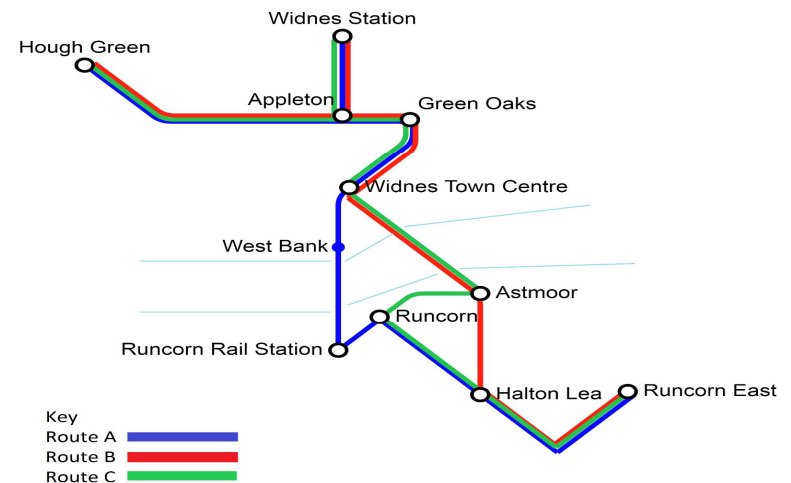 Widnes Station
Hough Green
Appleton
Green Oaks
Widnes Town Centre
West Bank
Astmoor
Runcorn
Runcorn Rail Station
Halton Lea
Runcorn East
Key
Route A
Route B
Route C